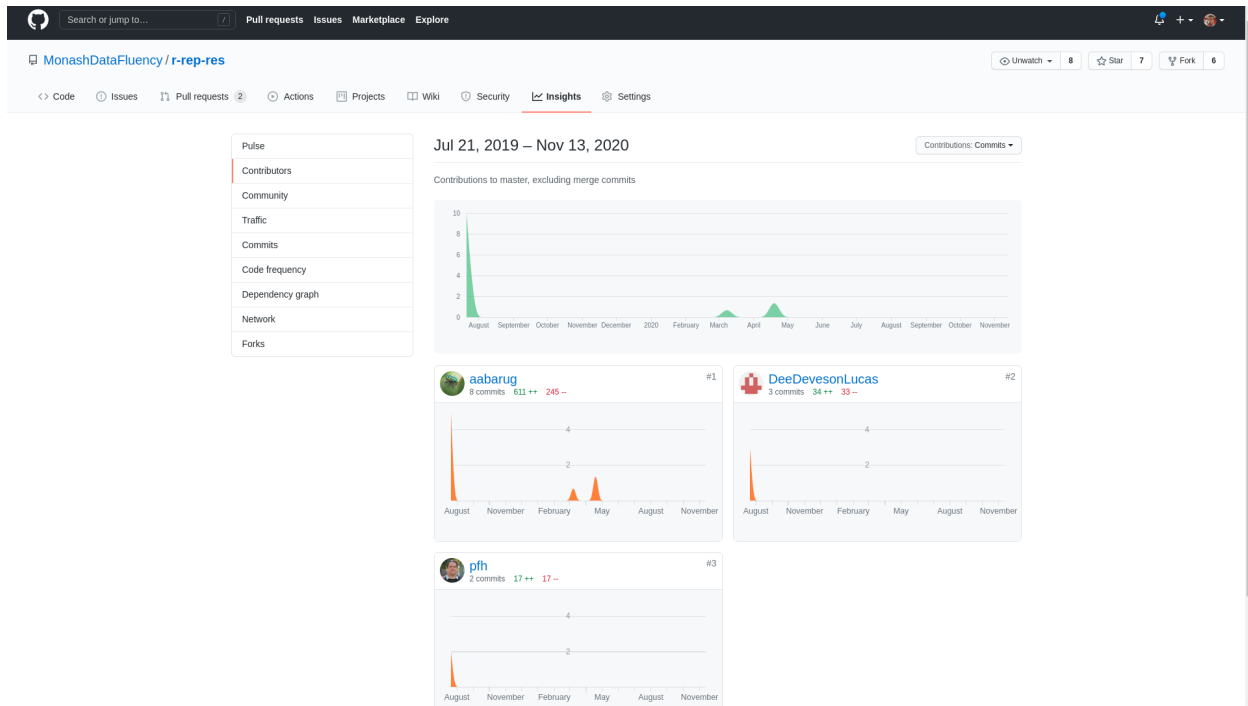 Search or jump to... / Pull requests Issues Marketplace Explore
MonashDataFluency / r-rep-res
Unwatch 8 Star 7 Fork 6
Code Issues Pull requests 2 Actions Projects Wiki Security Insights Settings
Pulse
Contributors
Community
Traffic
Commits
Code frequency
Dependency graph
Network
Forks
Jul 21, 2019 – Nov 13, 2020
Contributions: Commits
Contributions to master, excluding merge commits
10
8
6
4
2
0
August September October November December 2020 February March April May June July August September October November
aabarug #1
8 commits 611 ++ 245 --
4
2
August November February May August November
DeeDevesonLucas #2
3 commits 34 ++ 33 --
4
2
August November February May August November
pfh #3
2 commits 17 ++ 17 --
4
2
August November February May August November